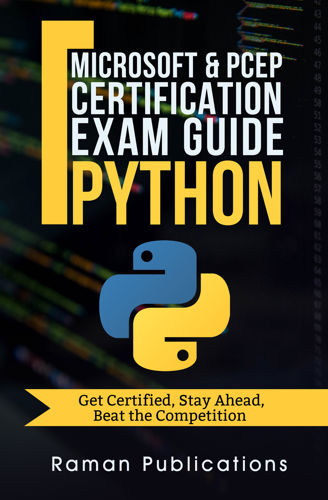 MICROSOFT & PCEP
CERTIFICATION
EXAM GUIDE
PYTHON
Get Certified, Stay Ahead,
Beat the Competition
Raman Publications